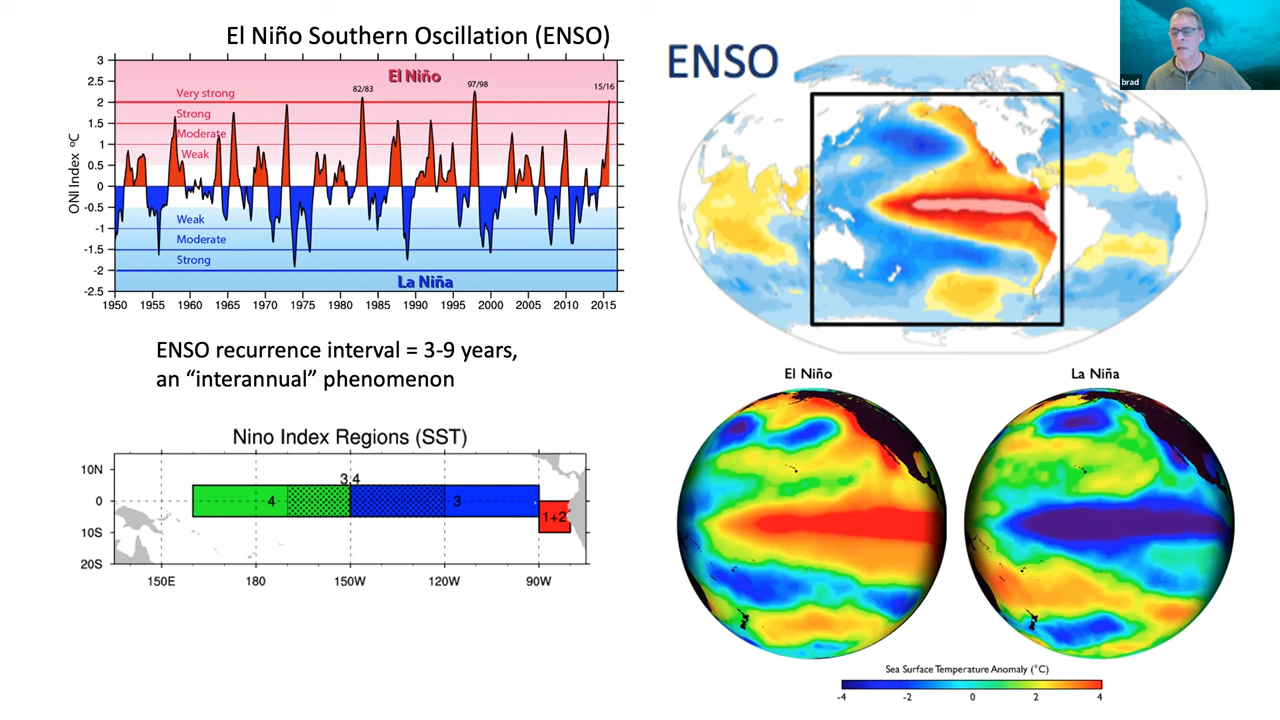 El Niño Southern Oscillation (ENSO)
3
2.5
2
1.5
1
0.5
0
-0.5
-1
-1.5
-2
-2.5
ONI Index ºC
El Niño
82/83
97/98
15/16
Very strong
Strong
Moderate
Weak
Weak
Moderate
Strong
La Niña
1950 1955 1960 1965 1970 1975 1980 1985 1990 1995 2000 2005 2010 2015
ENSO recurrence interval = 3-9 years,
an “interannual” phenomenon
Nino Index Regions (SST)
10N
0
10S
20S
3.4
4
3
1+2
150E 180 150W 120W 90W
ENSO
brad
El Niño
La Niña
Sea Surface Temperature Anomaly (°C)
-4 -2 0 2 4